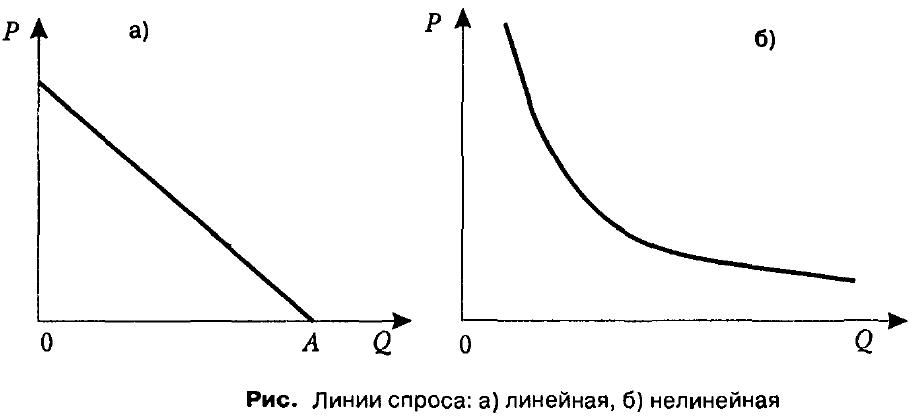 P
а)
0
A
Q
P
б)
0
Q
Рис. Линии спроса: а) линейная, б) нелинейная